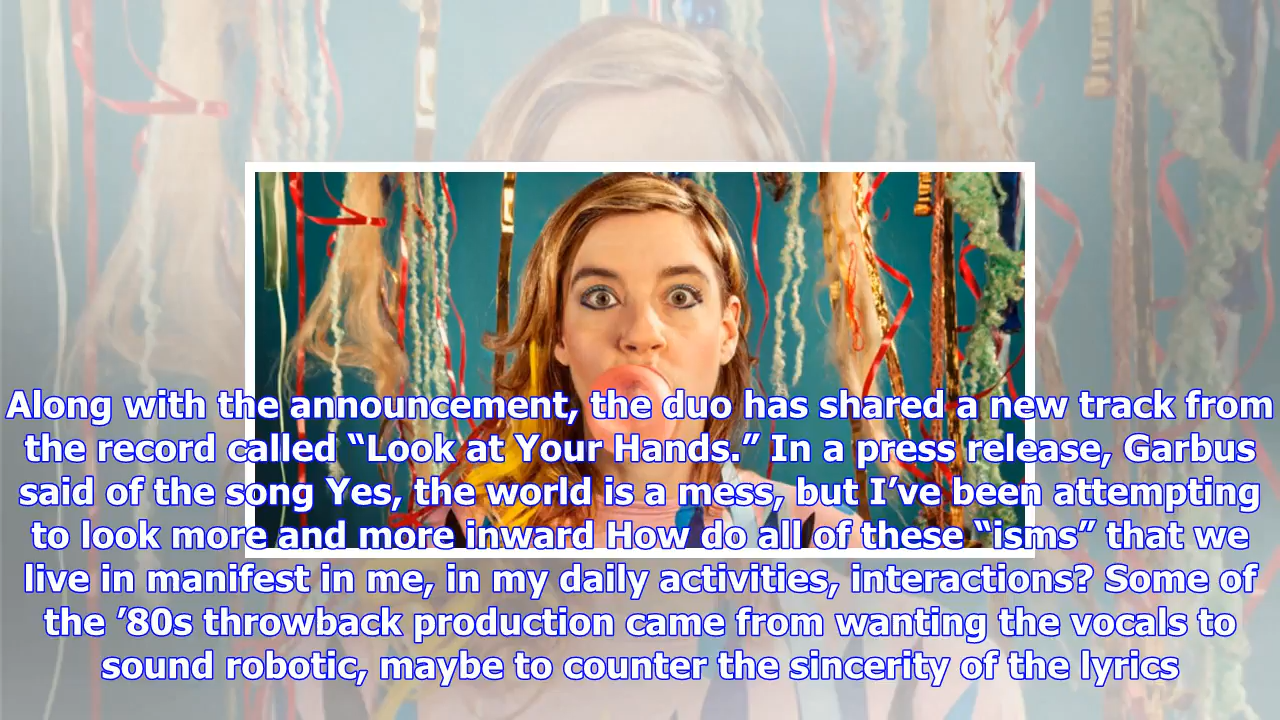 Along with the announcement, the duo has shared a new track from
the record called “Look at Your Hands.” In a press release, Garbus
said of the song Yes, the world is a mess, but I’ve been attempting
to look more and more inward How do all of these “isms” that we
live in manifest in me, in my daily activities, interactions? Some of
the ’80s throwback production came from wanting the vocals to
sound robotic, maybe to counter the sincerity of the lyrics